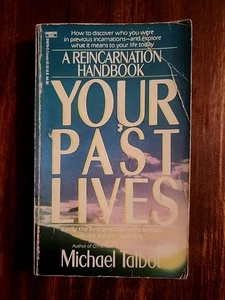 How to discover who you were in
previous incarnations—and explore
what it means to your life today
A REINCARNATION
HANDBOOK
YOUR
PAST
LIVES
Michael Talbot